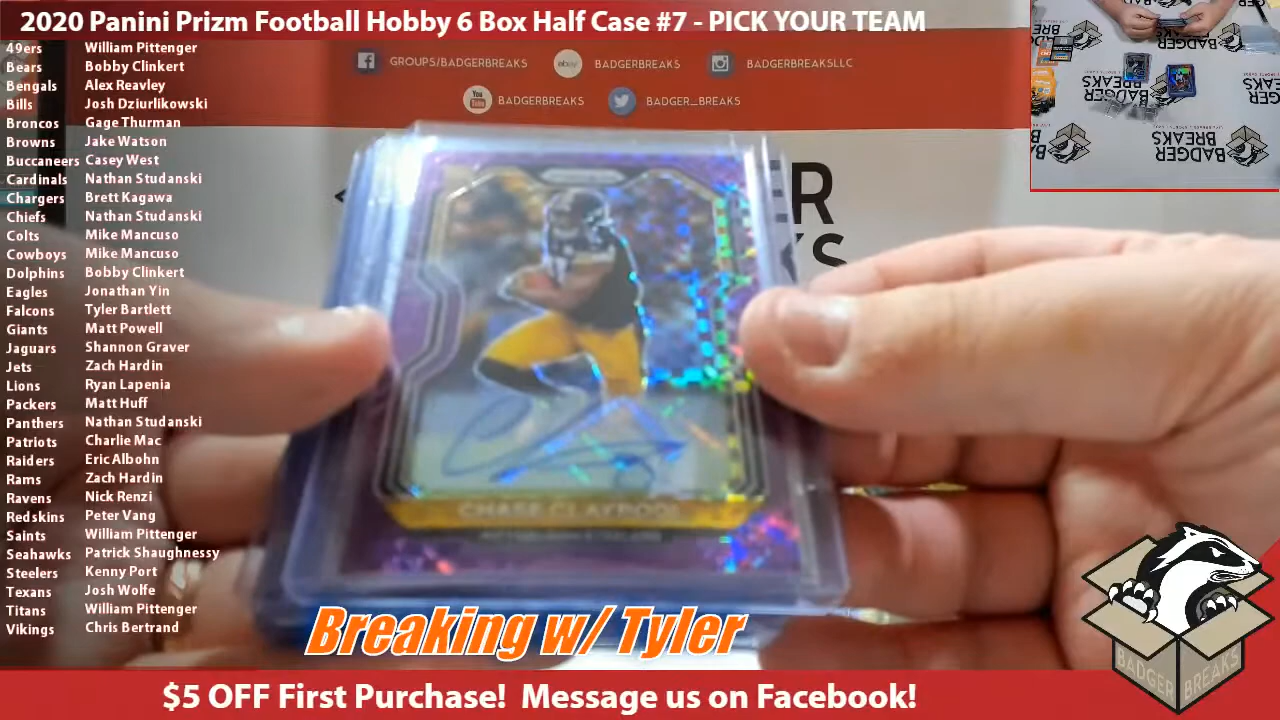 2020 Panini Prizm Football Hobby 6 Box Half Case #7 - PICK YOUR TEAM
49ers William Pittenger
Bears Bobby Clinkert
Bengals Alex Reavley
Bills Josh Dziurlikowski
Broncos Gage Thurman
Browns Jake Watson
Buccaneers Casey West
Cardinals Nathan Studanski
Chargers Brett Kagawa
Chiefs Nathan Studanski
Colts Mike Mancuso
Cowboys Mike Mancuso
Dolphins Bobby Clinkert
Eagles Jonathan Yin
Falcons Tyler Bartlett
Giants Matt Powell
Jaguars Shannon Graver
Jets Zach Hardin
Lions Ryan Lapenia
Packers Matt Huff
Panthers Nathan Studanski
Patriots Charlie Mac
Raiders Eric Albohn
Rams Zach Hardin
Ravens Nick Renzi
Redskins Peter Vang
Saints William Pittenger
Seahawks Patrick Shaughnessy
Steelers Kenny Port
Texans Josh Wolfe
Titans William Pittenger
Vikings Chris Bertrand
GROUPS/BADGERBREAKS
ebay
BADGERBREAKS
BADGERBREAKSLLC
You Tube
BADGERBREAKS
BADGER_BREAKS
CHASE CLAYPOOL
Breaking w/ Tyler
BADGER BREAKS
BADGER BREAKS
$5 OFF First Purchase! Message us on Facebook!